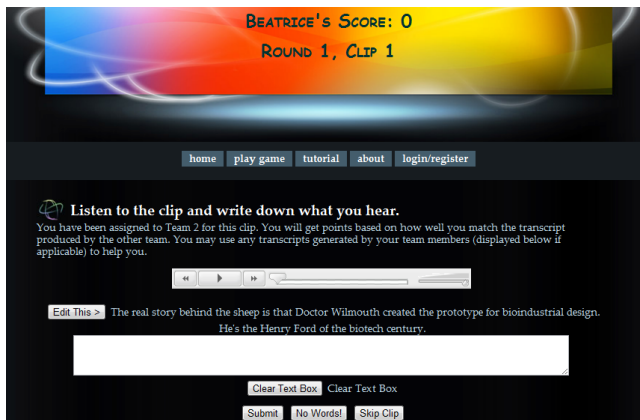 Beatrice's Score: 0
Round 1, Clip 1
home play game tutorial about login/register
Listen to the clip and write down what you hear.
You have been assigned to Team 2 for this clip. You will get points based on how well you match the transcript
produced by the other team. You may use any transcripts generated by your team members (displayed below if
applicable) to help you.
Edit This > The real story behind the sheep is that Doctor Wilmouth created the prototype for bioindustrial design.
He's the Henry Ford of the biotech century.
Clear Text Box Clear Text Box
Submit No Words! Skip Clip